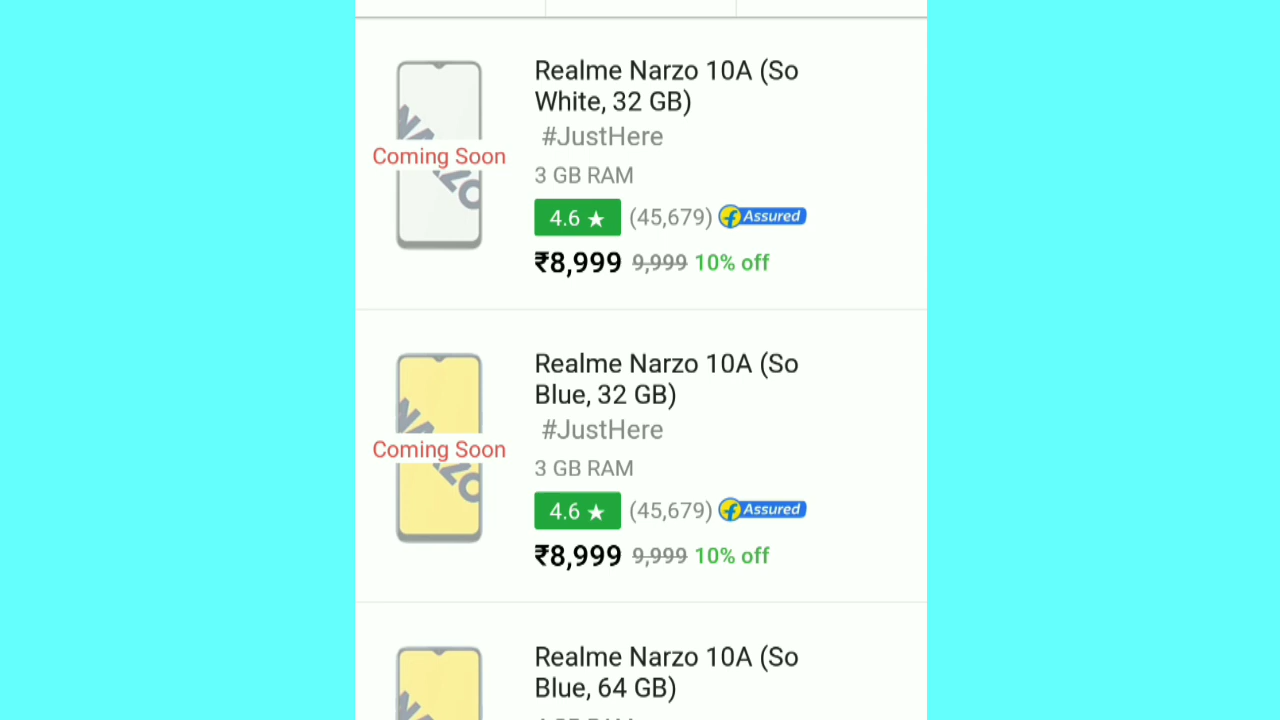 Realme Narzo 10A (So
White, 32 GB)
#JustHere
Coming Soon
3 GB RAM
4.6 ★ (45,679) f Assured
₹8,999 9,999 10% off
NARZO
Realme Narzo 10A (So
Blue, 32 GB)
#JustHere
Coming Soon
3 GB RAM
4.6 ★ (45,679) f Assured
₹8,999 9,999 10% off
Realme Narzo 10A (So
Blue, 64 GB)